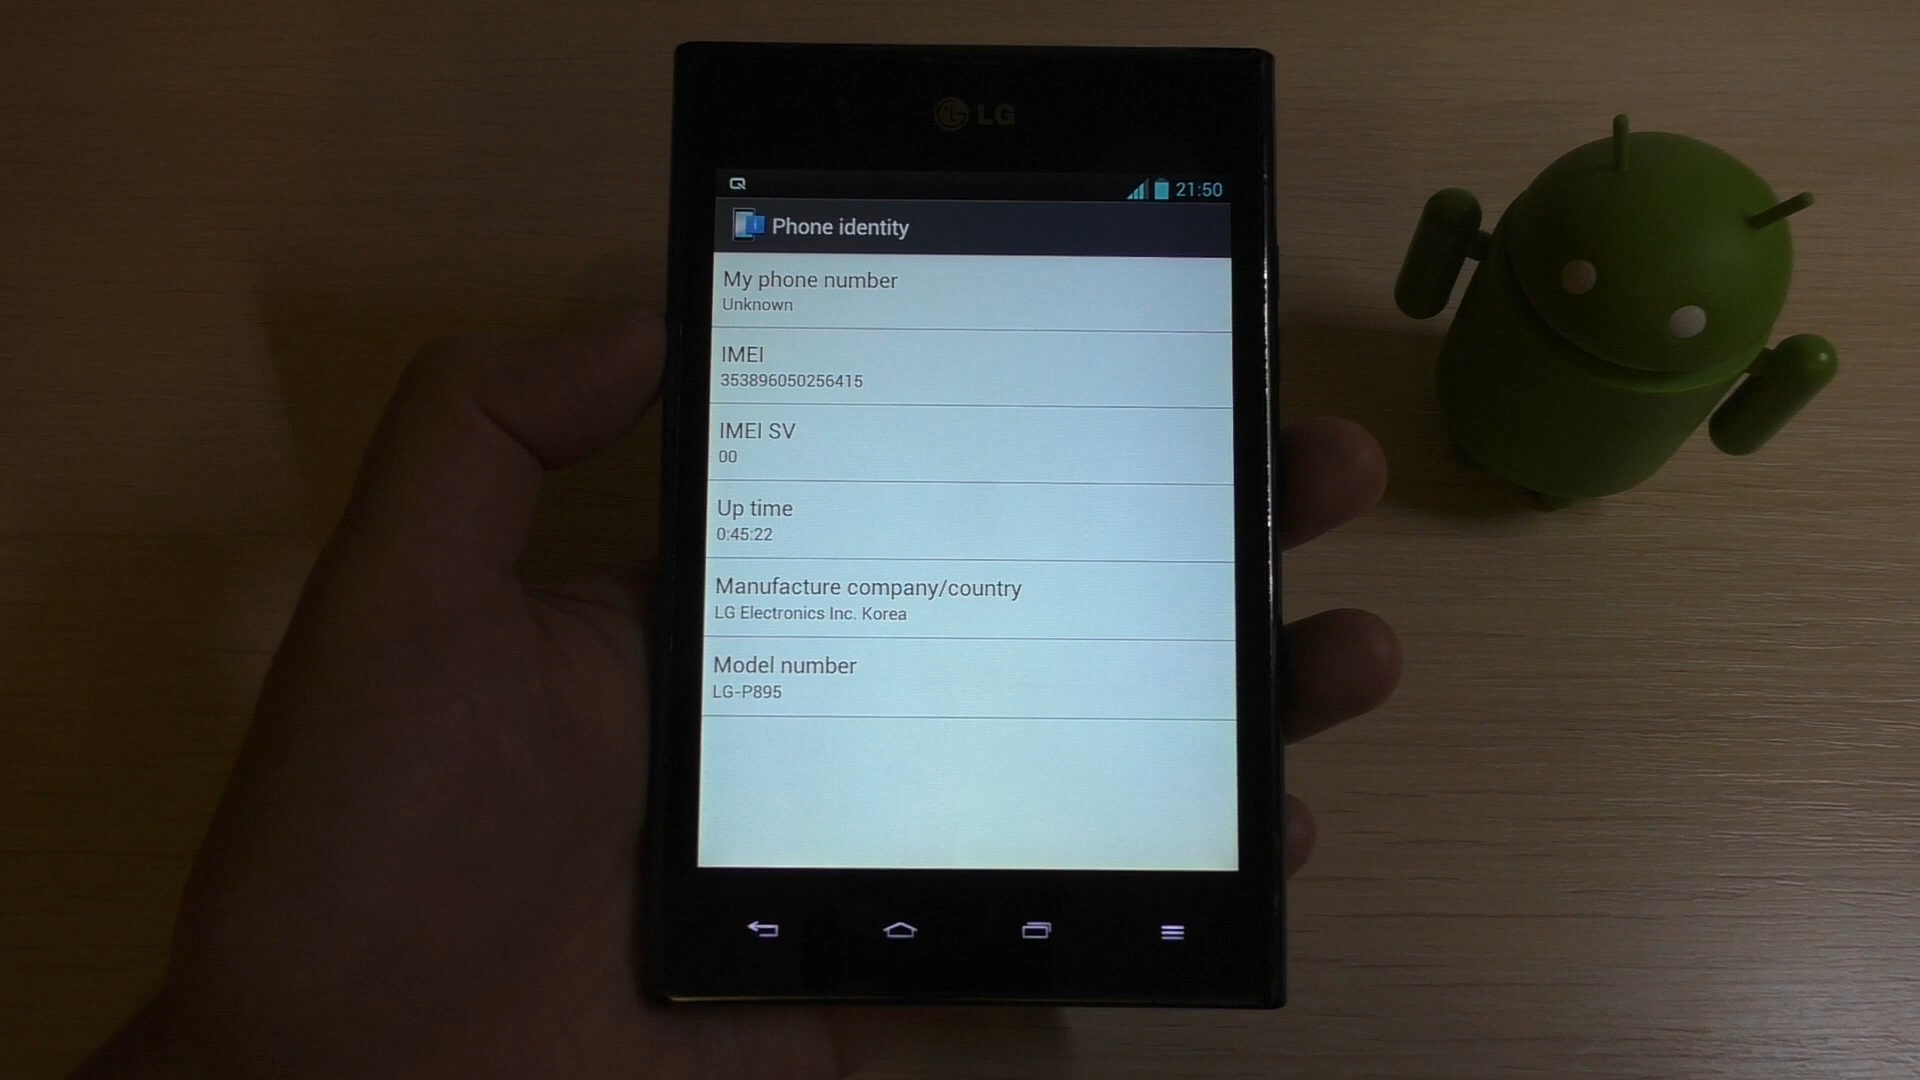 LG
21:50
Phone identity
My phone number
Unknown
IMEI
353896050256415
IMEI SV
00
Up time
0:45:22
Manufacture company/country
LG Electronics Inc. Korea
Model number
LG-P895